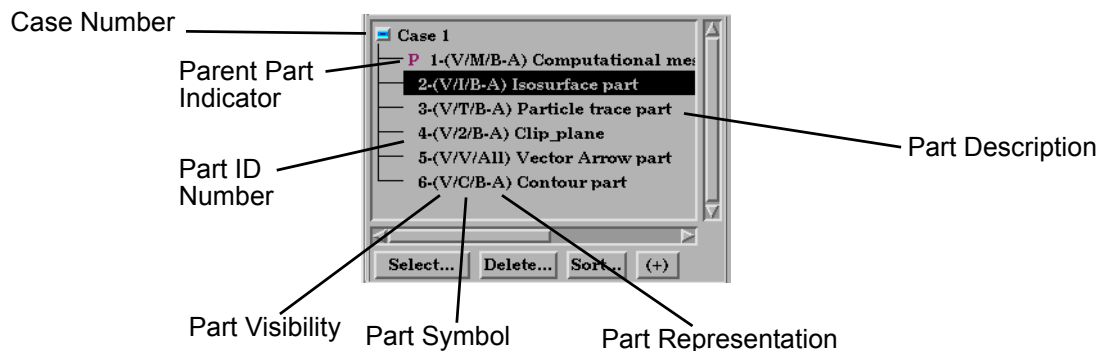 Case Number
Case 1
Parent Part
Indicator
P 1-(V/M/B-A) Computational mes
2-(V/I/B-A) Isosurface part
3-(V/T/B-A) Particle trace part
4-(V/2/B-A) Clip_plane
5-(V/V/All) Vector Arrow part
6-(V/C/B-A) Contour part
Part ID
Number
Part Description
Select... Delete... Sort... (+)
Part Visibility Part Symbol Part Representation